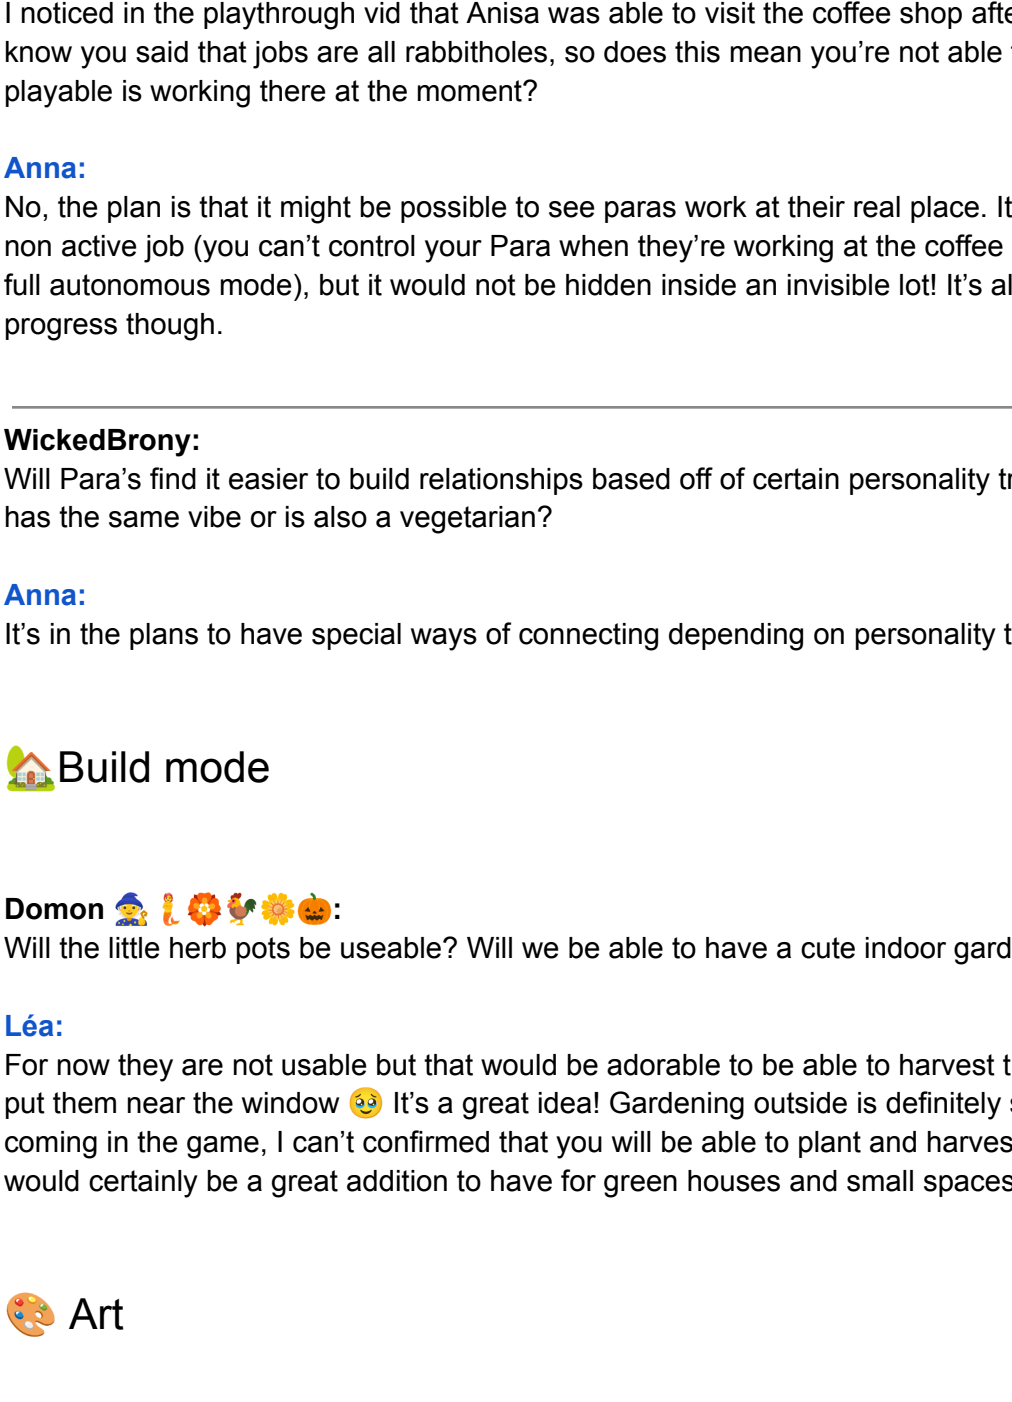 I noticed in the playthrough vid that Anisa was able to visit the coffee shop
know you said that jobs are all rabbitholes, so does this mean you're not able
playable is working there at the moment?
Anna:
No, the plan is that it might be possible to see paras work at their real place. It
non active job (you can't control your Para when they're working at the coffee
full autonomous mode), but it would not be hidden inside an invisible lot! It's
progress though.
WickedBrony:
Will Para's find it easier to build relationships based off of certain personality
has the same vibe or is also a vegetarian?
Anna:
It's in the plans to have special ways of connecting depending on personality
🏡Build mode
Domon 🧙🧜🏵️🐓🌼🎃:
Will the little herb pots be useable? Will we be able to have a cute indoor
Léa:
For now they are not usable but that would be adorable to be able to harvest
put them near the window 🥹 It's a great idea! Gardening outside is definitely
coming in the game, I can't confirmed that you will be able to plant and
would certainly be a great addition to have for green houses and small spaces
🎨 Art